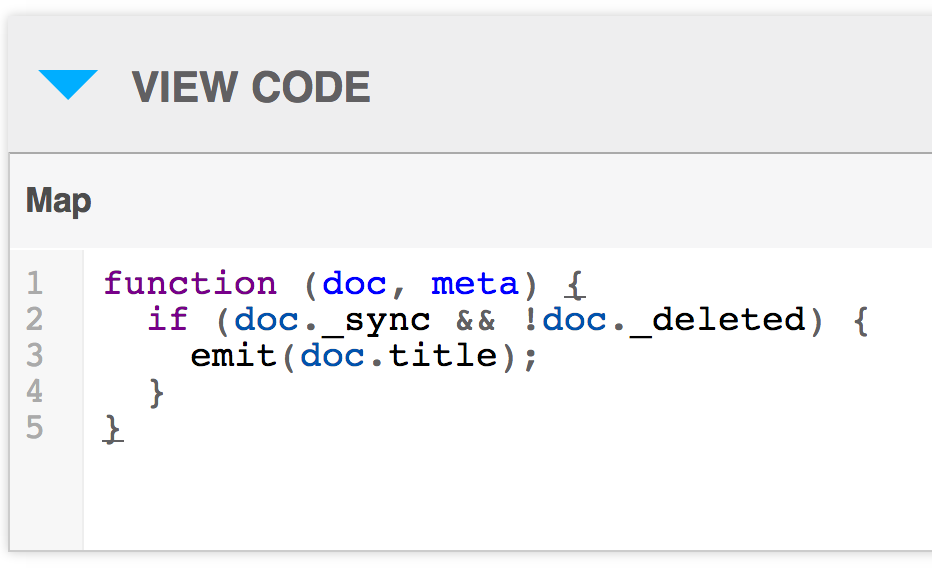 VIEW CODE
Map
1 function (doc, meta) {
2   if (doc._sync && !doc._deleted) {
3     emit(doc.title);
4   }
5 }